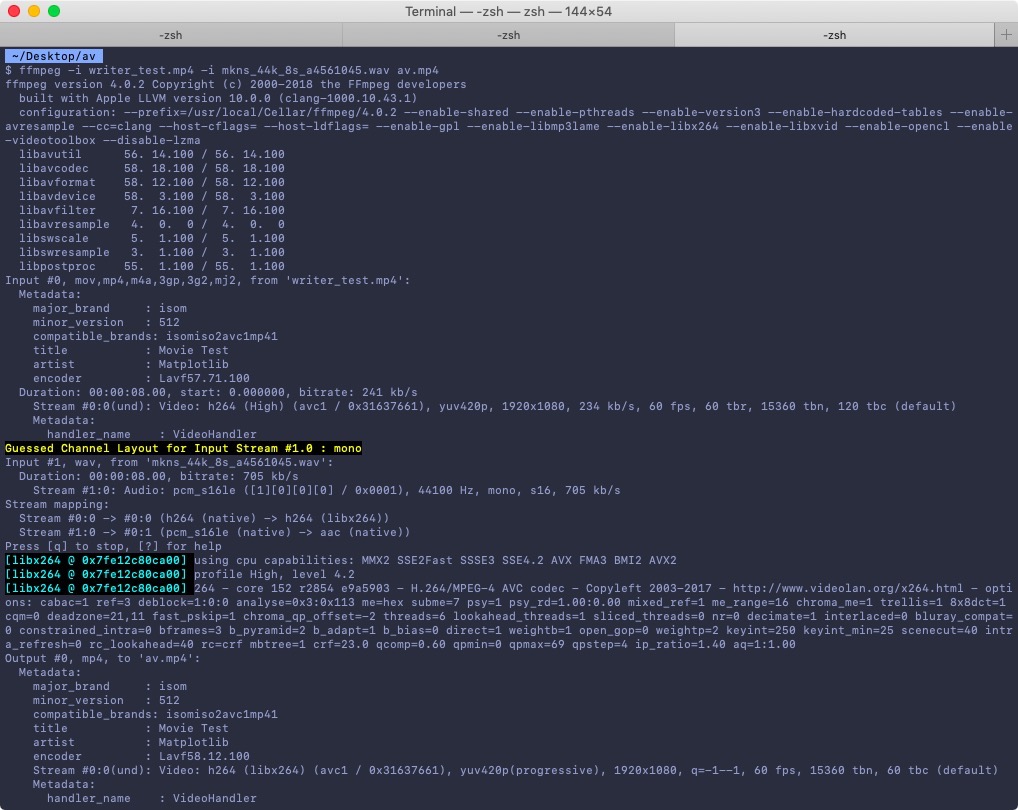 Terminal — -zsh — zsh — 144×54
-zsh
-zsh
-zsh
~/Desktop/av
$ ffmpeg -i writer_test.mp4 -i mkns_44k_8s_a4561045.wav av.mp4
ffmpeg version 4.0.2 Copyright (c) 2000-2018 the FFmpeg developers
  built with Apple LLVM version 10.0.0 (clang-1000.10.43.1)
  configuration: --prefix=/usr/local/Cellar/ffmpeg/4.0.2 --enable-shared --enable-pthreads --enable-version3 --enable-hardcoded-tables --enable-
avresample --cc=clang --host-cflags= --host-ldflags= --enable-gpl --enable-libmp3lame --enable-libx264 --enable-libxvid --enable-opencl --enable
-videotoolbox --disable-lzma
  libavutil      56. 14.100 / 56. 14.100
  libavcodec     58. 18.100 / 58. 18.100
  libavformat    58. 12.100 / 58. 12.100
  libavdevice    58.  3.100 / 58.  3.100
  libavfilter     7. 16.100 /  7. 16.100
  libavresample   4.  0.  0 /  4.  0.  0
  libswscale      5.  1.100 /  5.  1.100
  libswresample   3.  1.100 /  3.  1.100
  libpostproc    55.  1.100 / 55.  1.100
Input #0, mov,mp4,m4a,3gp,3g2,mj2, from 'writer_test.mp4':
  Metadata:
    major_brand     : isom
    minor_version   : 512
    compatible_brands: isomiso2avc1mp41
    title           : Movie Test
    artist          : Matplotlib
    encoder         : Lavf57.71.100
  Duration: 00:00:08.00, start: 0.000000, bitrate: 241 kb/s
    Stream #0:0(und): Video: h264 (High) (avc1 / 0x31637661), yuv420p, 1920x1080, 234 kb/s, 60 fps, 60 tbr, 15360 tbn, 120 tbc (default)
    Metadata:
      handler_name    : VideoHandler
Guessed Channel Layout for Input Stream #1.0 : mono
Input #1, wav, from 'mkns_44k_8s_a4561045.wav':
  Duration: 00:00:08.00, bitrate: 705 kb/s
    Stream #1:0: Audio: pcm_s16le ([1][0][0][0] / 0x0001), 44100 Hz, mono, s16, 705 kb/s
Stream mapping:
  Stream #0:0 -> #0:0 (h264 (native) -> h264 (libx264))
  Stream #1:0 -> #0:1 (pcm_s16le (native) -> aac (native))
Press [q] to stop, [?] for help
[libx264 @ 0x7fe12c80ca00] using cpu capabilities: MMX2 SSE2Fast SSSE3 SSE4.2 AVX FMA3 BMI2 AVX2
[libx264 @ 0x7fe12c80ca00] profile High, level 4.2
[libx264 @ 0x7fe12c80ca00] 264 - core 152 r2854 e9a5903 - H.264/MPEG-4 AVC codec - Copyleft 2003-2017 - http://www.videolan.org/x264.html - opti
ons: cabac=1 ref=3 deblock=1:0:0 analyse=0x3:0x113 me=hex subme=7 psy=1 psy_rd=1.00:0.00 mixed_ref=1 me_range=16 chroma_me=1 trellis=1 8x8dct=1
cqm=0 deadzone=21,11 fast_pskip=1 chroma_qp_offset=-2 threads=6 lookahead_threads=1 sliced_threads=0 nr=0 decimate=1 interlaced=0 bluray_compat=
0 constrained_intra=0 bframes=3 b_pyramid=2 b_adapt=1 b_bias=0 direct=1 weightb=1 open_gop=0 weightp=2 keyint=250 keyint_min=25 scenecut=40 intr
a_refresh=0 rc_lookahead=40 rc=crf mbtree=1 crf=23.0 qcomp=0.60 qpmin=0 qpmax=69 qpstep=4 ip_ratio=1.40 aq=1:1.00
Output #0, mp4, to 'av.mp4':
  Metadata:
    major_brand     : isom
    minor_version   : 512
    compatible_brands: isomiso2avc1mp41
    title           : Movie Test
    artist          : Matplotlib
    encoder         : Lavf58.12.100
    Stream #0:0(und): Video: h264 (libx264) (avc1 / 0x31637661), yuv420p(progressive), 1920x1080, q=-1--1, 60 fps, 15360 tbn, 60 tbc (default)
    Metadata:
      handler_name    : VideoHandler